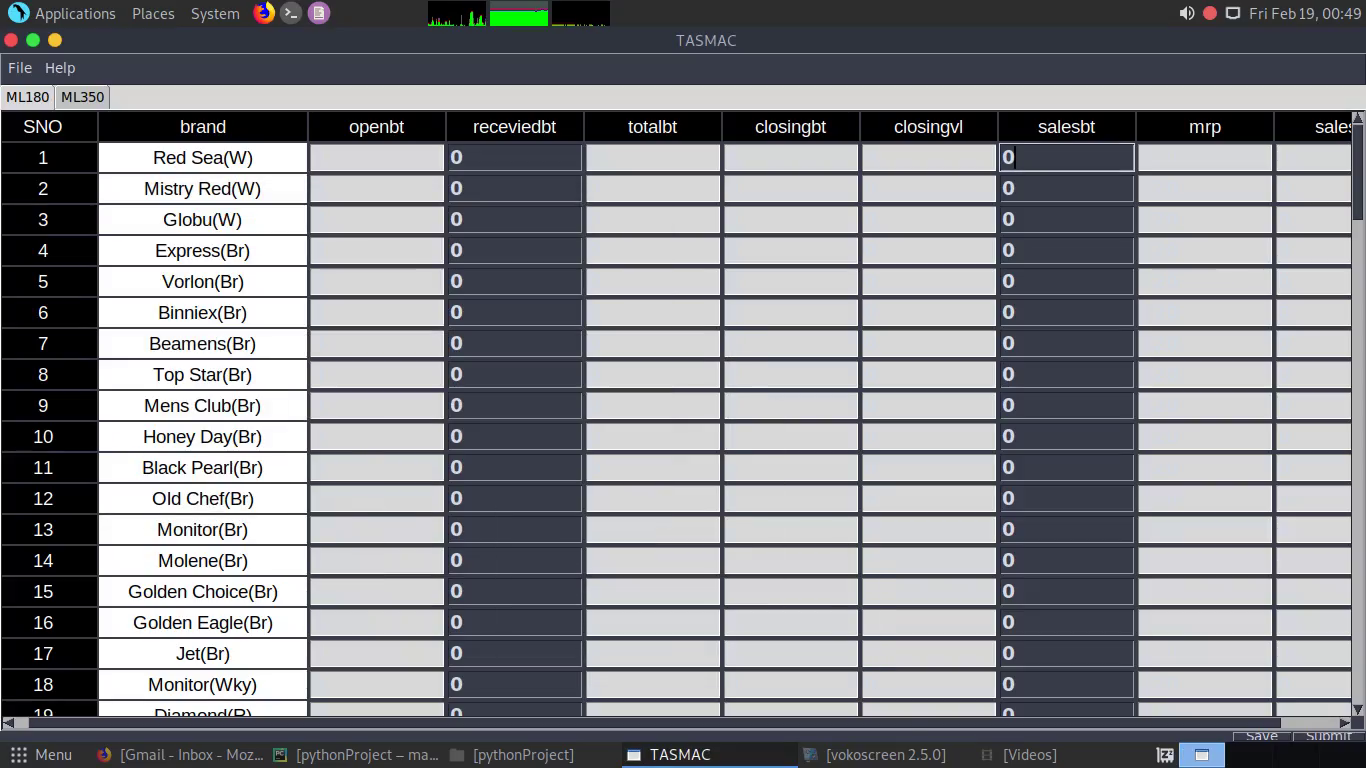 Applications Places System Fri Feb 19, 00:49
TASMAC
File Help
ML180 ML350
SNO brand openbt receviedbt totalbt closingbt closingvl salesbt mrp sales
1 Red Sea(W) 0 0
2 Mistry Red(W) 0 0
3 Globu(W) 0 0
4 Express(Br) 0 0
5 Vorlon(Br) 0 0
6 Binniex(Br) 0 0
7 Beamens(Br) 0 0
8 Top Star(Br) 0 0
9 Mens Club(Br) 0 0
10 Honey Day(Br) 0 0
11 Black Pearl(Br) 0 0
12 Old Chef(Br) 0 0
13 Monitor(Br) 0 0
14 Molene(Br) 0 0
15 Golden Choice(Br) 0 0
16 Golden Eagle(Br) 0 0
17 Jet(Br) 0 0
18 Monitor(Wky) 0 0
19 Diamond(R) 0 0
Save Submit
Menu [Gmail - Inbox - Moz... [pythonProject – ma... [pythonProject] TASMAC [vokoscreen 2.5.0] [Videos]